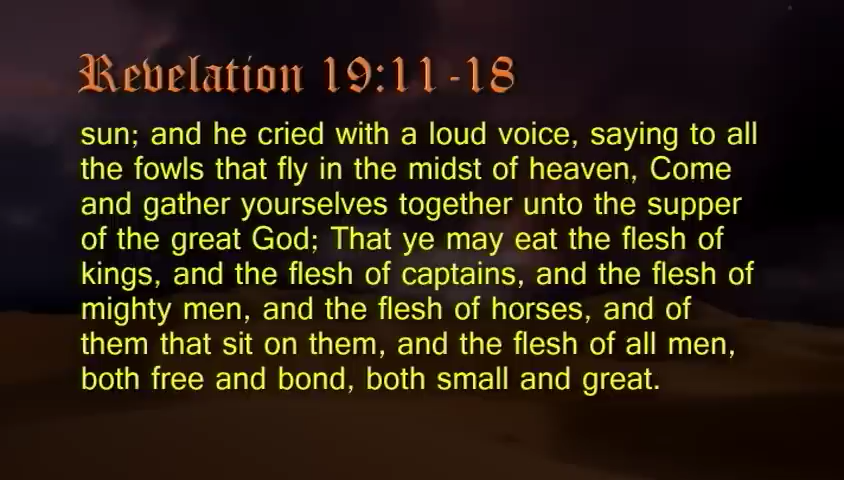 Revelation 19:11-18
sun; and he cried with a loud voice, saying to all
the fowls that fly in the midst of heaven, Come
and gather yourselves together unto the supper
of the great God; That ye may eat the flesh of
kings, and the flesh of captains, and the flesh of
mighty men, and the flesh of horses, and of
them that sit on them, and the flesh of all men,
both free and bond, both small and great.